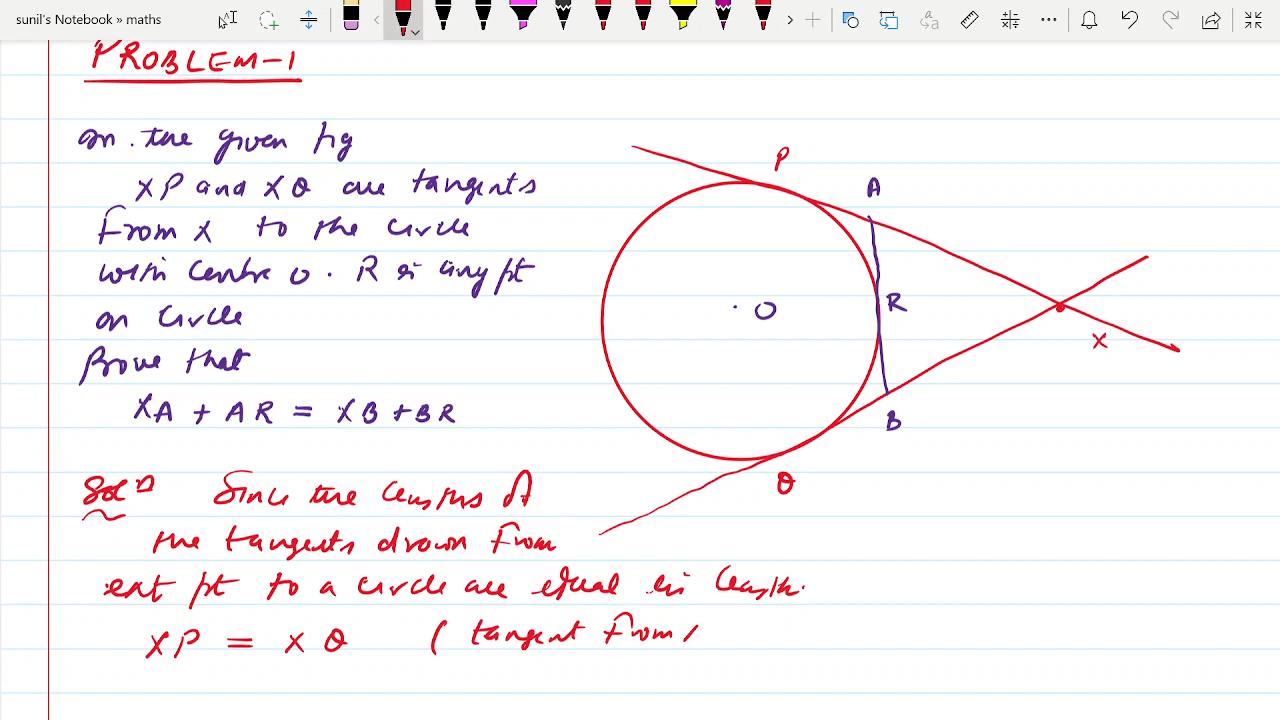 sunil's Notebook » maths
PROBLEM-1
In the given fig
XP and XQ are tangents
From X to the circle
with centre O. R is any pt
on circle
Prove that
XA + AR = XB + BR
Soln Since the lengths of
the tangents drawn from
ext pt to a circle are equal in length.
XP = XQ (tangent from
P
A
R
O
X
B
Q